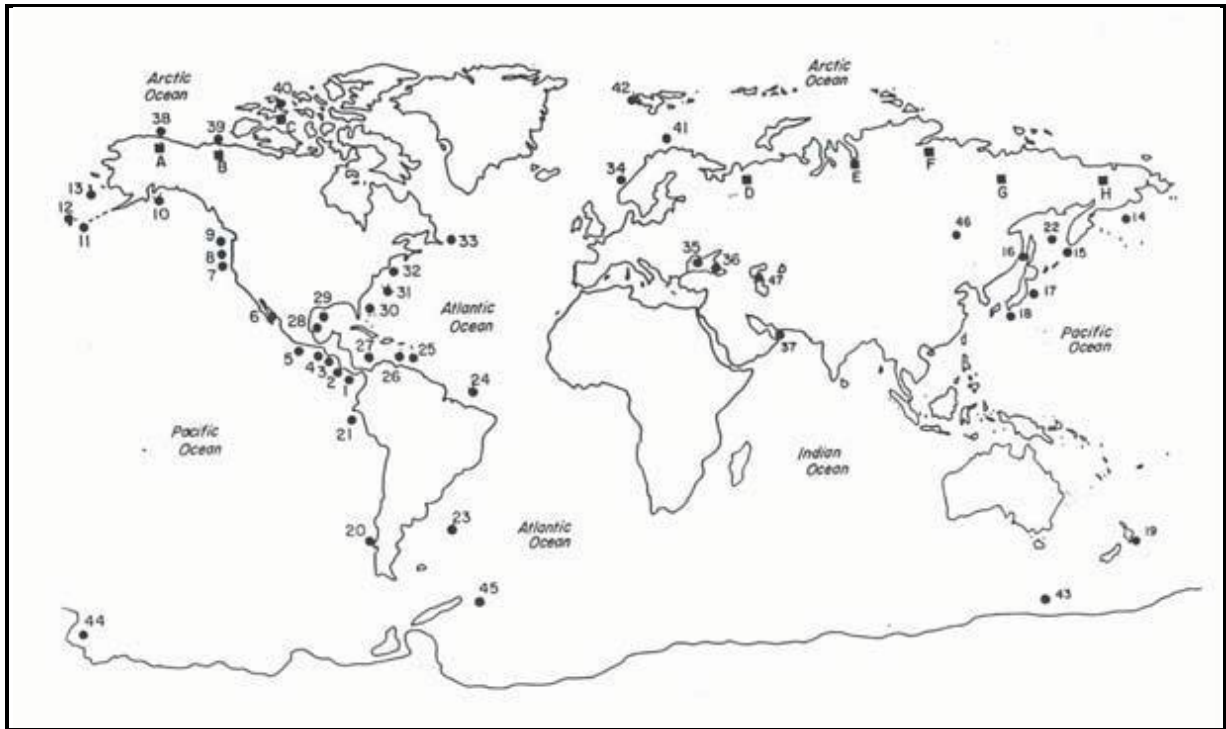 Arctic
Ocean
Arctic
Ocean
40
42
38
39
C
41
A
B
F
E
13
34
D
G
H
12
10
14
11
46
22
9
33
16
15
8
35
36
7
32
47
17
29
31
6
30
18
28
Atlantic
Ocean
37
Pacific
Ocean
27
25
5
4
3
26
2
24
1
21
Pacific
Ocean
Indian
Ocean
23
20
Atlantic
Ocean
19
45
43
44